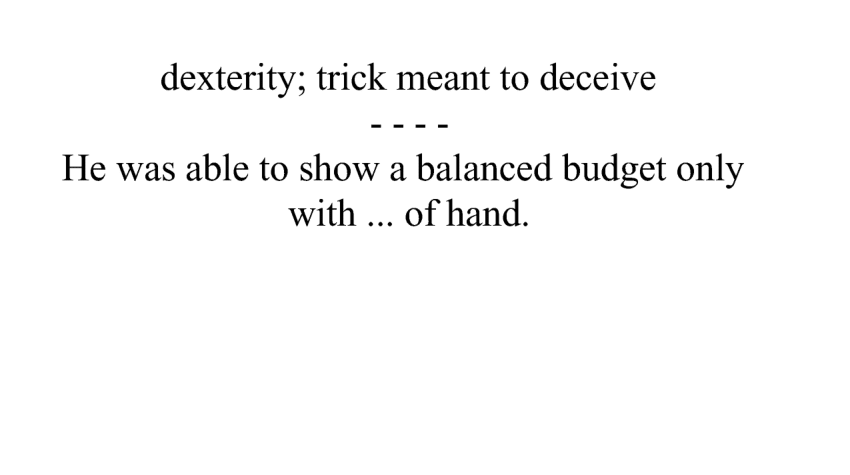 dexterity; trick meant to deceive
- - - -
He was able to show a balanced budget only
with ... of hand.